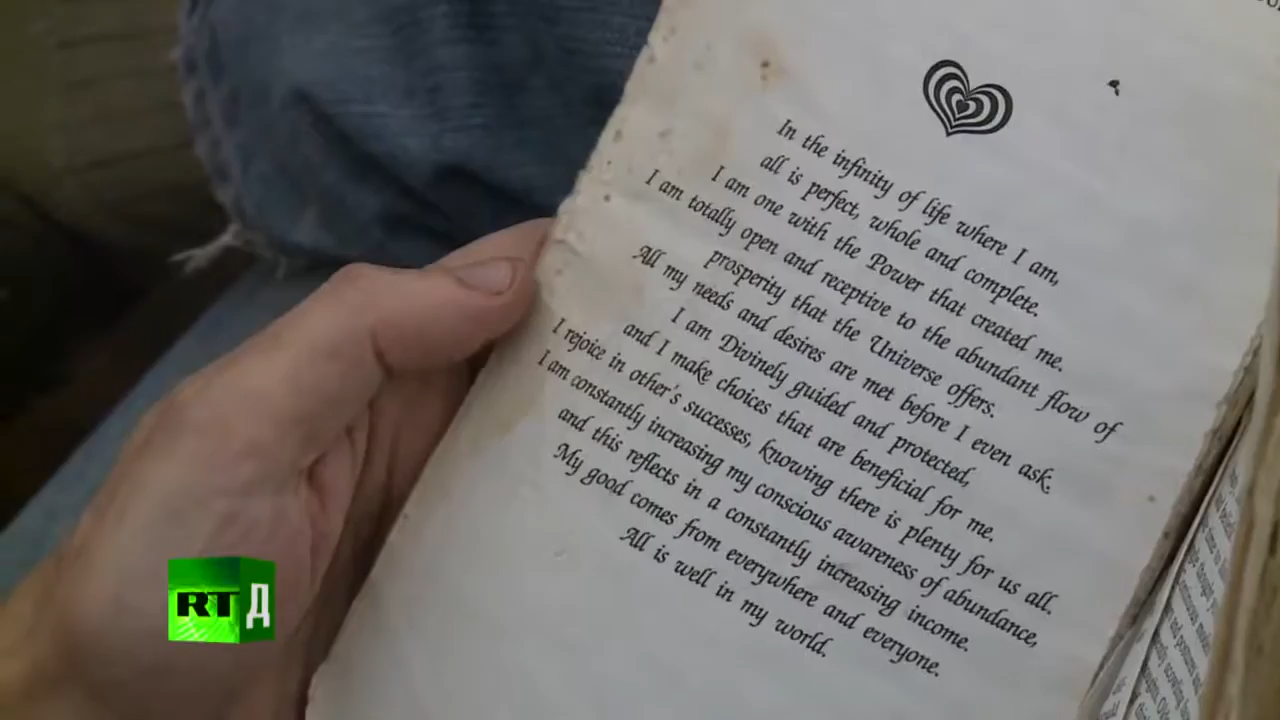 In the infinity of life where I am,
all is perfect, whole and complete.
I am one with the Power that created me.
I am totally open and receptive to the abundant flow of
prosperity that the Universe offers.
All my needs and desires are met before I even ask.
I am Divinely guided and protected,
and I make choices that are beneficial for me.
I rejoice in other's successes, knowing there is plenty for us all.
I am constantly increasing my conscious awareness of abundance,
and this reflects in a constantly increasing income.
My good comes from everywhere and everyone.
All is well in my world.
RT Д